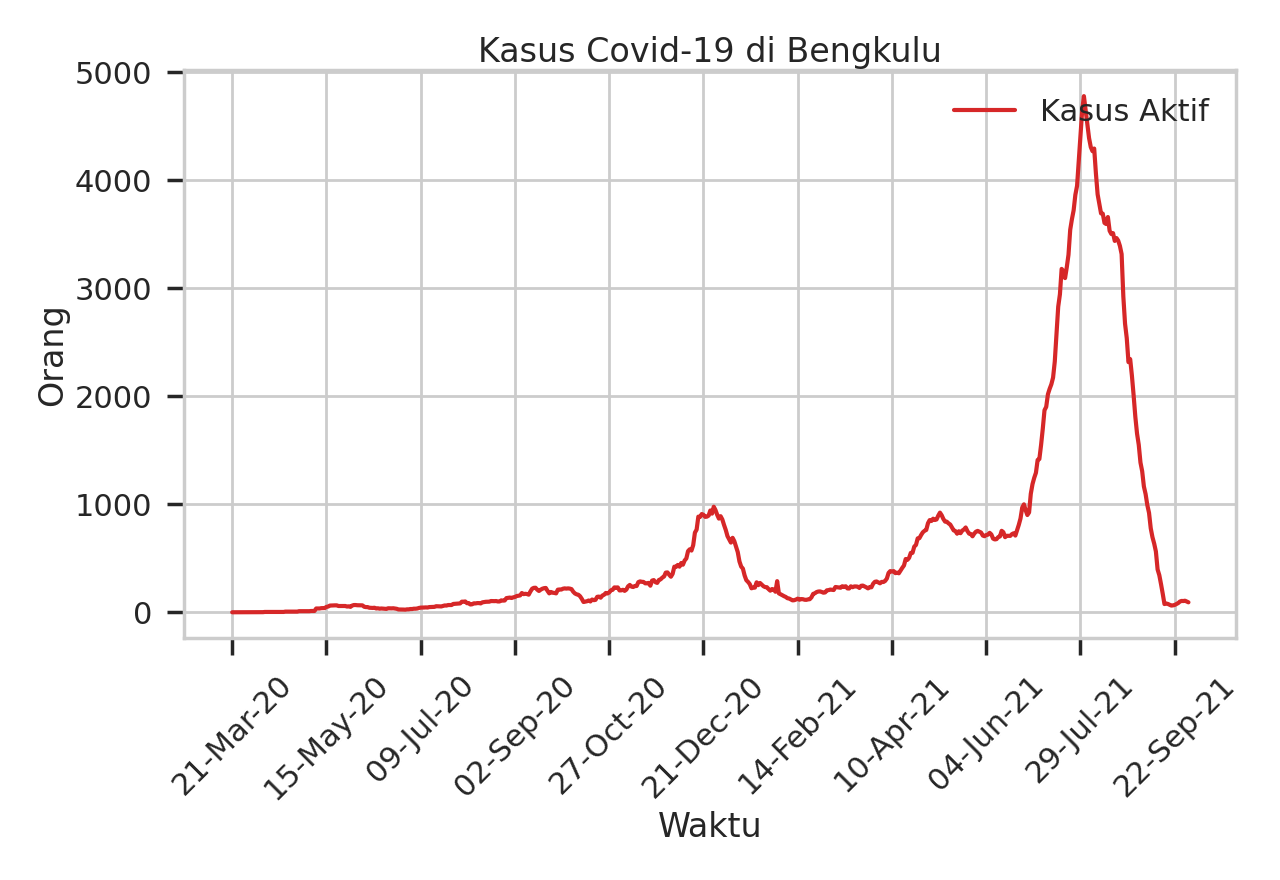 Kasus Covid-19 di Bengkulu
Kasus Aktif
Orang
5000
4000
3000
2000
1000
0
21-Mar-20
15-May-20
09-Jul-20
02-Sep-20
27-Oct-20
21-Dec-20
14-Feb-21
10-Apr-21
04-Jun-21
29-Jul-21
22-Sep-21
Waktu